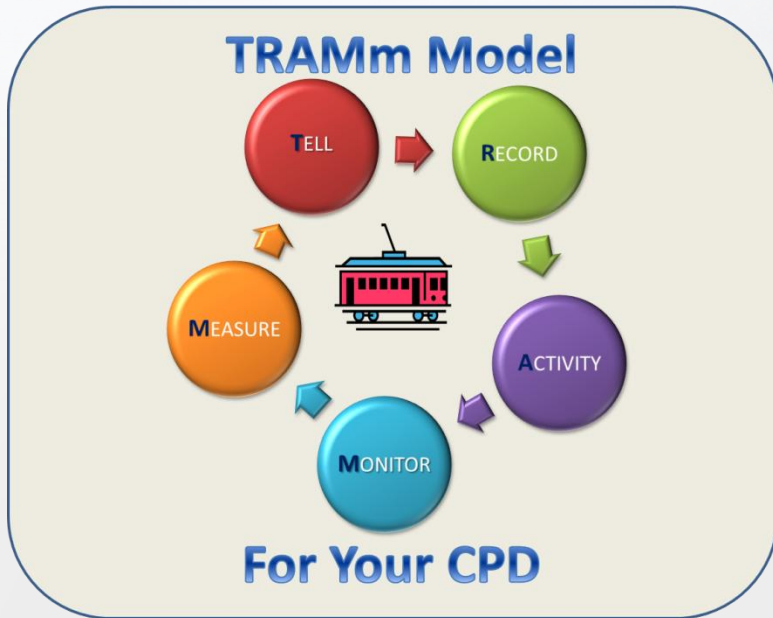 TRAMm Model
TELL
RECORD
MEASURE
ACTIVITY
MONITOR
For Your CPD